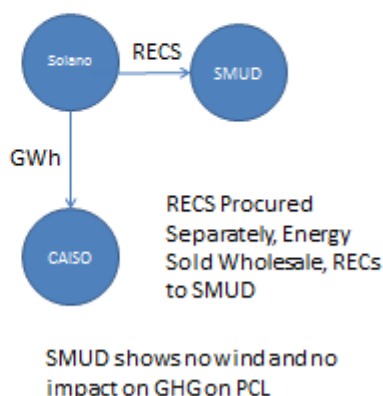 Solano
RECS
SMUD
GWh
CAISO
RECS Procured
Separately, Energy
Sold Wholesale, RECs
to SMUD
SMUD shows no wind and no
impact on GHG on PCL